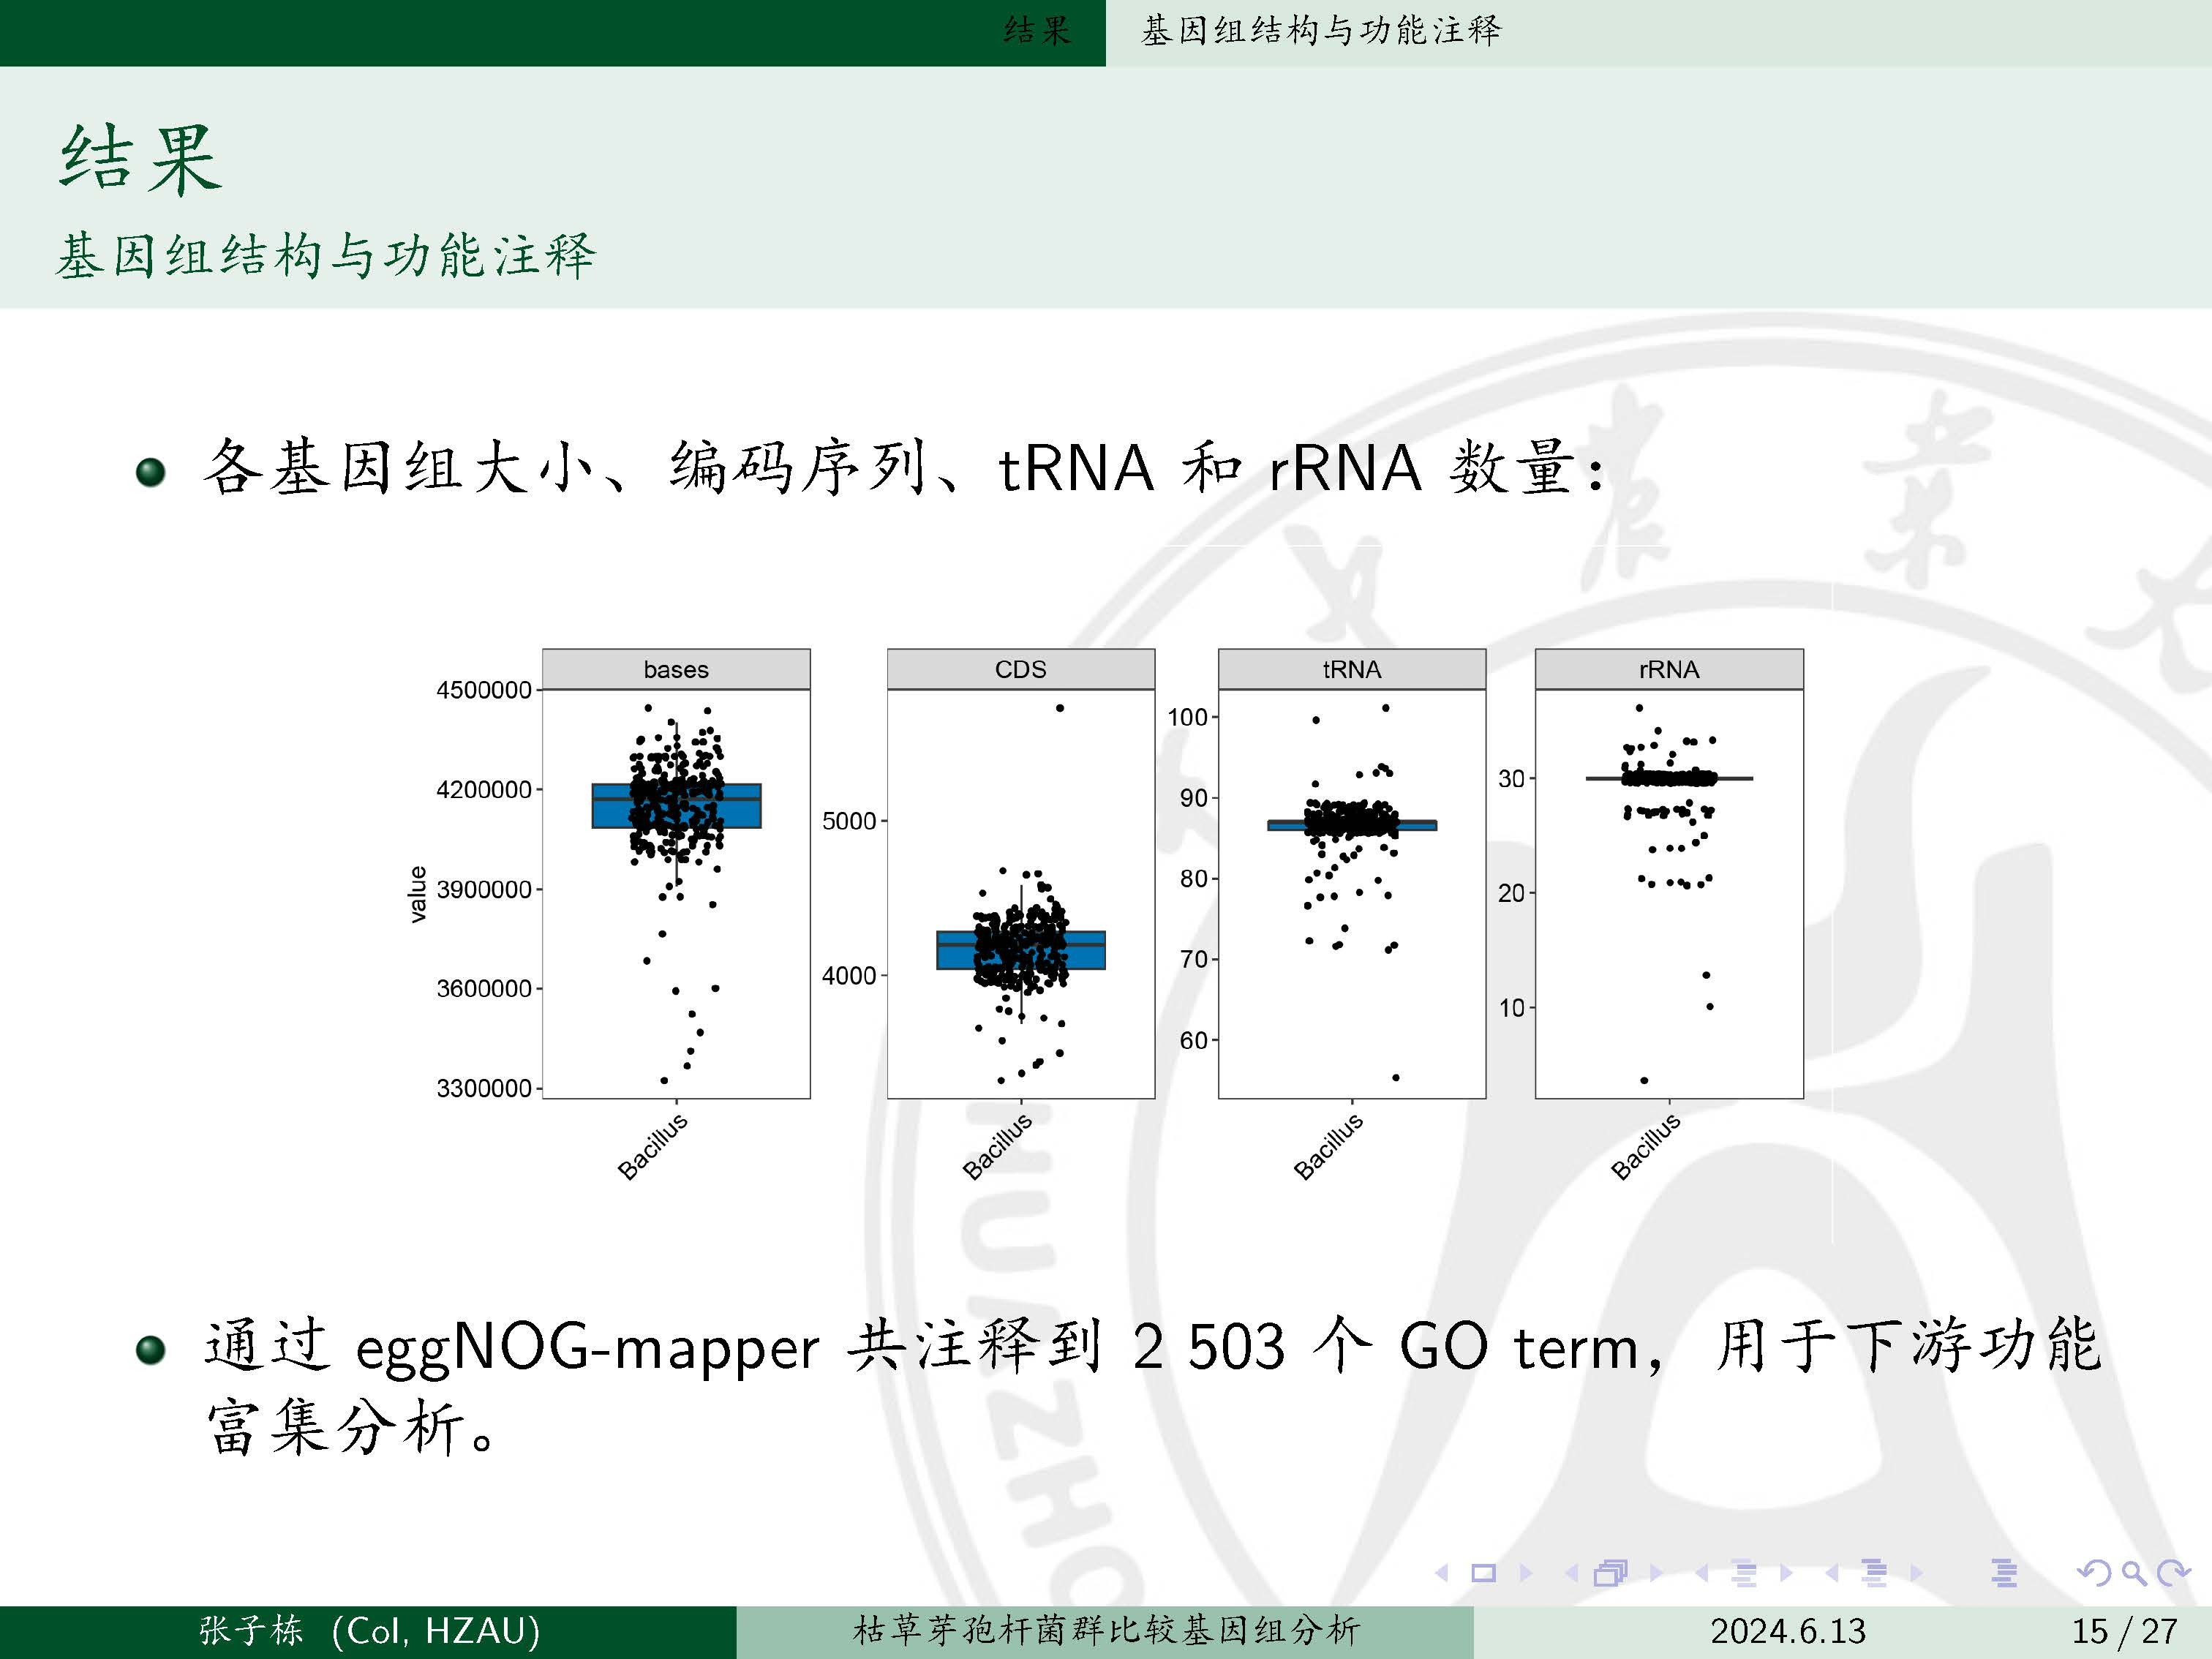 结果 基因组结构与功能注释
结果
基因组结构与功能注释
各基因组大小、编码序列、tRNA 和 rRNA 数量：
bases CDS tRNA rRNA
value
4500000
4200000
3900000
3600000
3300000
5000
4000
100
90
80
70
60
30
20
10
Bacillus Bacillus Bacillus Bacillus
通过 eggNOG-mapper 共注释到 2 503 个 GO term，用于下游功能
富集分析。
HUAZHO
张子栋 (CoI, HZAU) 枯草芽孢杆菌群比较基因组分析 2024.6.13 15 / 27